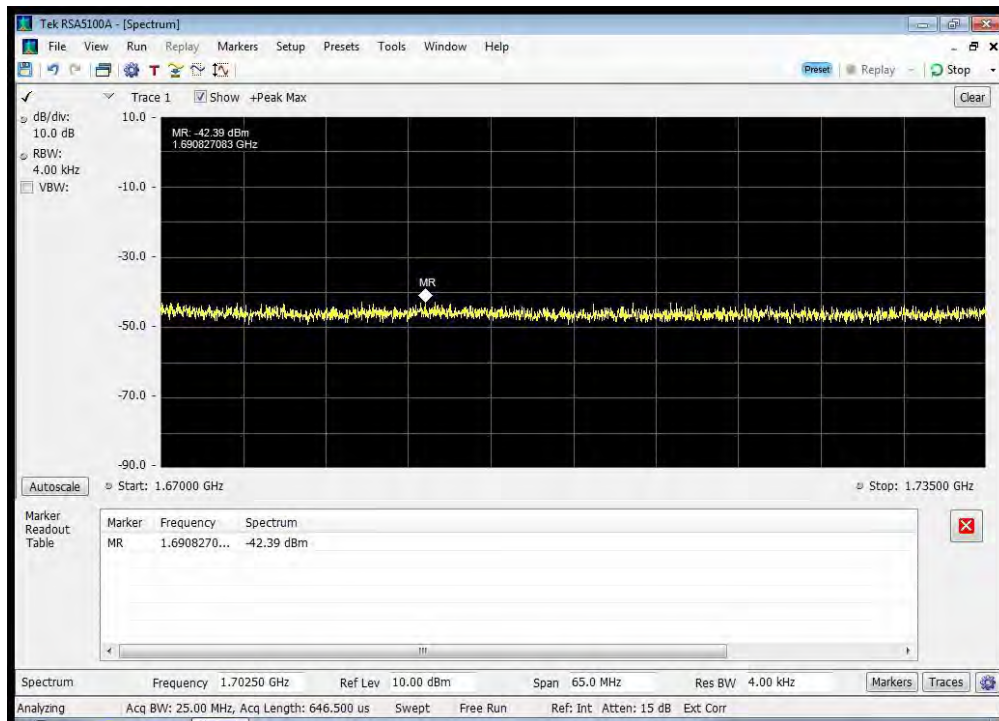 Tek RSA5100A - [Spectrum]
File View Run Replay Markers Setup Presets Tools Window Help
T Preset Replay Stop
Trace 1 Show +Peak Max Clear
dB/div:
10.0 dB
RBW:
4.00 kHz
VBW:
10.0
MR: -42.39 dBm
1.690827083 GHz
-10.0
-30.0
MR
-50.0
-70.0
-90.0
Autoscale Start: 1.67000 GHz Stop: 1.73500 GHz
Marker
Readout
Table
Marker Frequency Spectrum
MR 1.6908270... -42.39 dBm
Spectrum Frequency 1.70250 GHz Ref Lev 10.00 dBm Span 65.0 MHz Res BW 4.00 kHz Markers Traces
Analyzing Acq BW: 25.00 MHz, Acq Length: 646.500 us Swept Free Run Ref: Int Atten: 15 dB Ext Corr